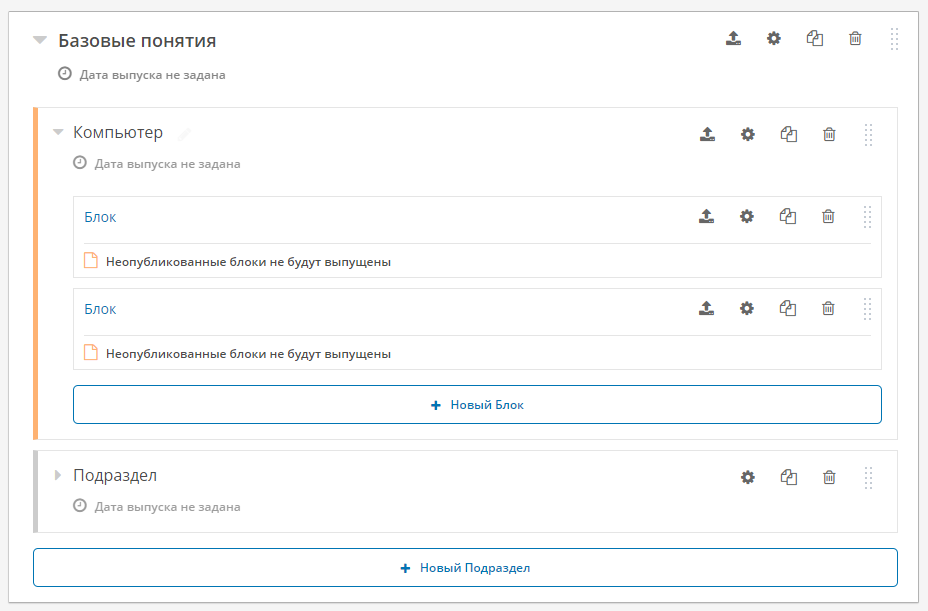 Базовые понятия
Дата выпуска не задана
Компьютер
Дата выпуска не задана
Блок
Неопубликованные блоки не будут выпущены
Блок
Неопубликованные блоки не будут выпущены
+ Новый Блок
Подраздел
Дата выпуска не задана
+ Новый Подраздел